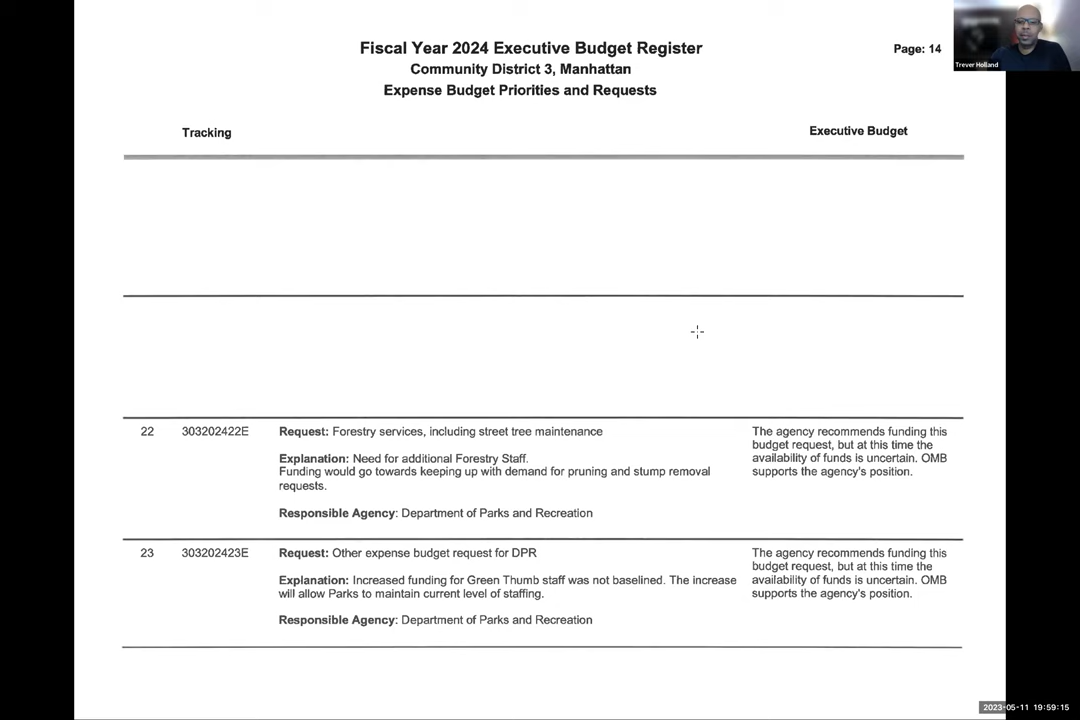 Fiscal Year 2024 Executive Budget Register
Page: 14
Community District 3, Manhattan
Expense Budget Priorities and Requests
Trever Holland
Tracking
Executive Budget
22
303202422E
Request: Forestry services, including street tree maintenance
Explanation: Need for additional Forestry Staff.
Funding would go towards keeping up with demand for pruning and stump removal
requests.
Responsible Agency: Department of Parks and Recreation
The agency recommends funding this
budget request, but at this time the
availability of funds is uncertain. OMB
supports the agency's position.
23
303202423E
Request: Other expense budget request for DPR
Explanation: Increased funding for Green Thumb staff was not baselined. The increase
will allow Parks to maintain current level of staffing.
Responsible Agency: Department of Parks and Recreation
The agency recommends funding this
budget request, but at this time the
availability of funds is uncertain. OMB
supports the agency's position.
2023-05-11 19:59:15